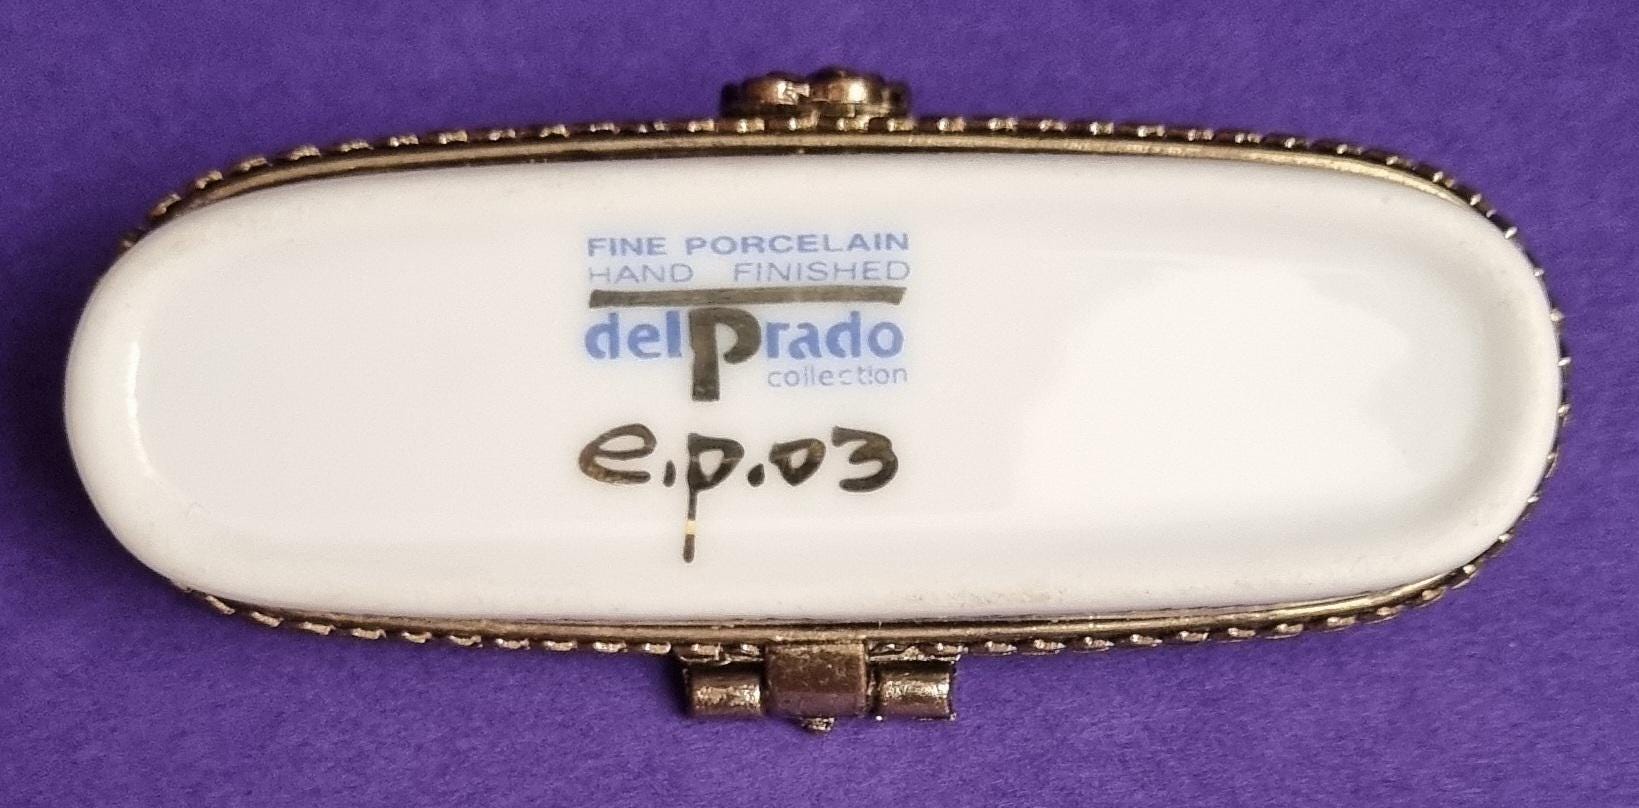 FINE PORCELAIN
HAND FINISHED
delPrado
collection
e.p.03